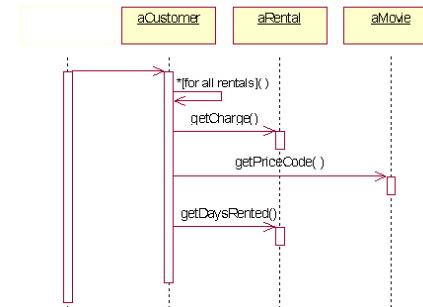 aCustomer
aRental
aMovie
*[for all rentals]( )
getCharge()
getPriceCode( )
getDaysRented()